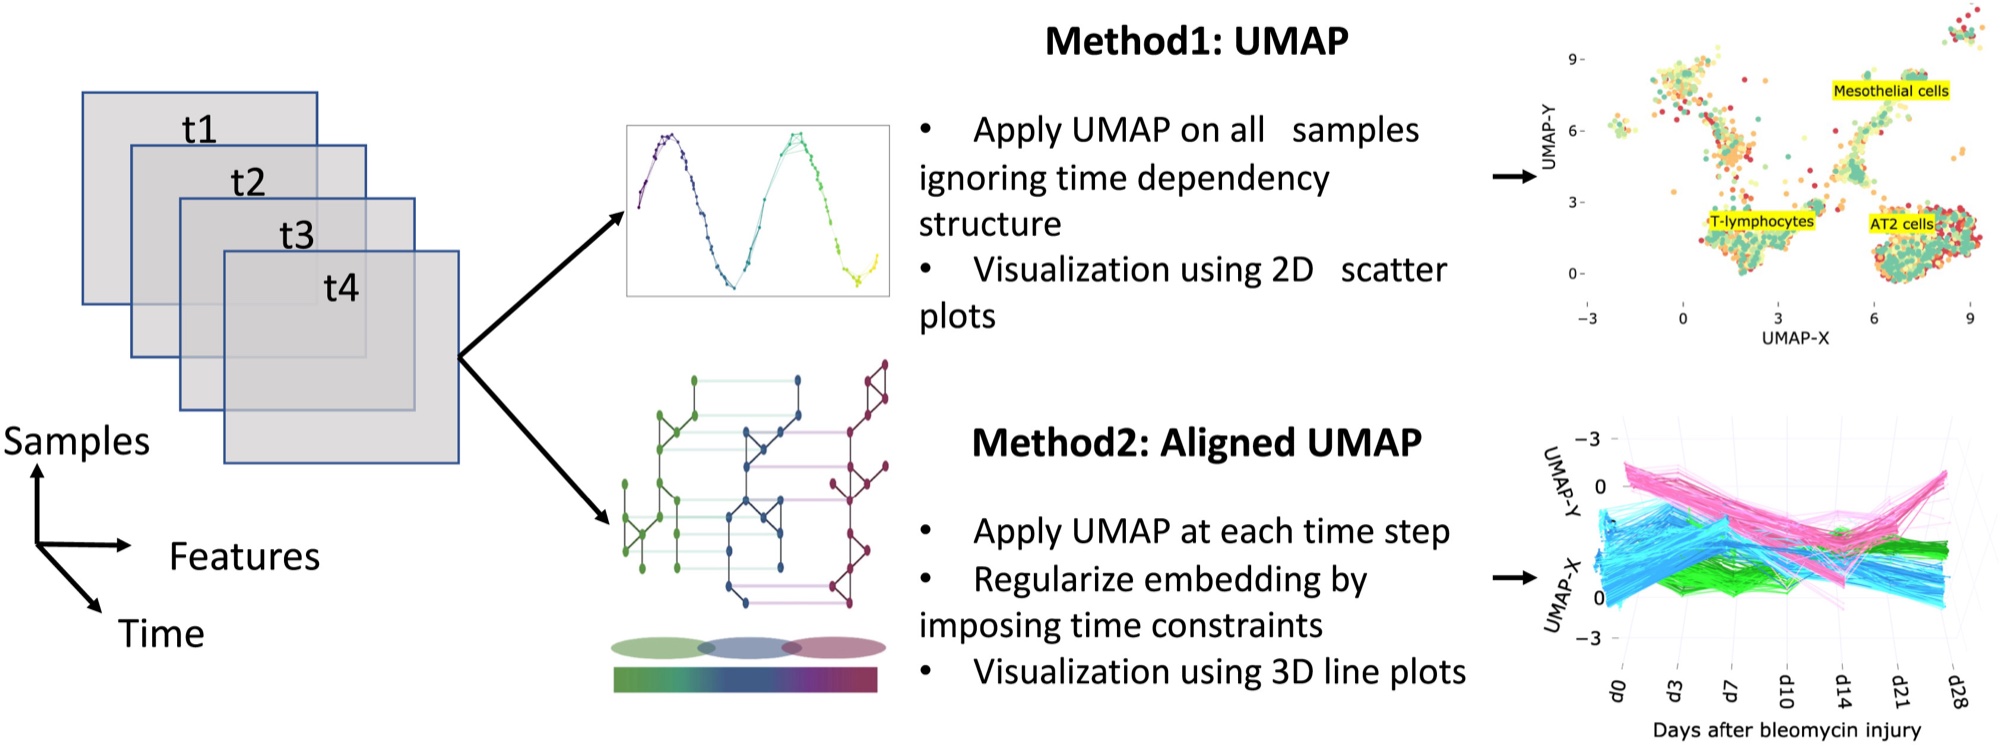 t1
t2
t3
t4
Samples
Features
Time
Method1: UMAP
• Apply UMAP on all samples
ignoring time dependency
structure
• Visualization using 2D scatter
plots
Method2: Aligned UMAP
• Apply UMAP at each time step
• Regularize embedding by
imposing time constraints
• Visualization using 3D line plots
UMAP-Y
9
6
3
0
−3 0 3 6 9
UMAP-X
Mesothelial cells
T-lymphocytes
AT2 cells
UMAP-Y
−3
0
UMAP-X
0
−3
d0 d3 d7 d10 d14 d21 d28
Days after bleomycin injury